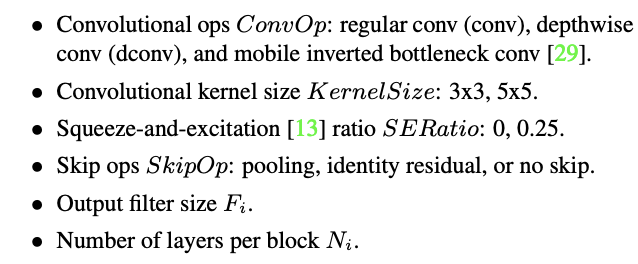 • Convolutional ops ConvOp: regular conv (conv), depthwise
conv (dconv), and mobile inverted bottleneck conv [29].
• Convolutional kernel size KernelSize: 3x3, 5x5.
• Squeeze-and-excitation [13] ratio SERatio: 0, 0.25.
• Skip ops SkipOp: pooling, identity residual, or no skip.
• Output filter size Fᵢ.
• Number of layers per block Nᵢ.